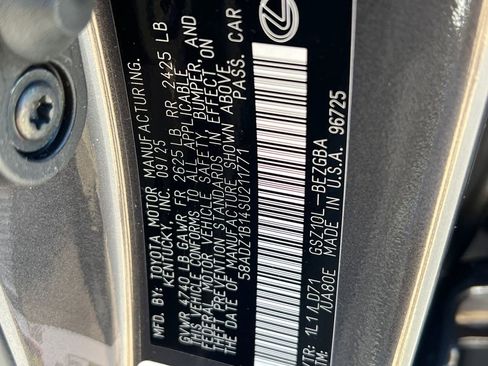 MFD. BY: TOYOTA MOTOR MANUFACTURING.
KENTUCKY, INC. 09/25
GVWR 4740 LB GAWR FR 2625 LB RR 2425 LB
THIS VEHICLE CONFORMS TO ALL APPLICABLE
FEDERAL MOTOR VEHICLE SAFETY, BUMPER, AND
THEFT PREVENTION STANDARDS IN EFFECT ON
THE DATE OF MANUFACTURE SHOWN ABOVE.
58ADZ1B14SU211771 PASS. CAR
C/TR: 1L1/LD71 GSZ10L-BEZGBA
/UA80E MADE IN U.S.A. 96725